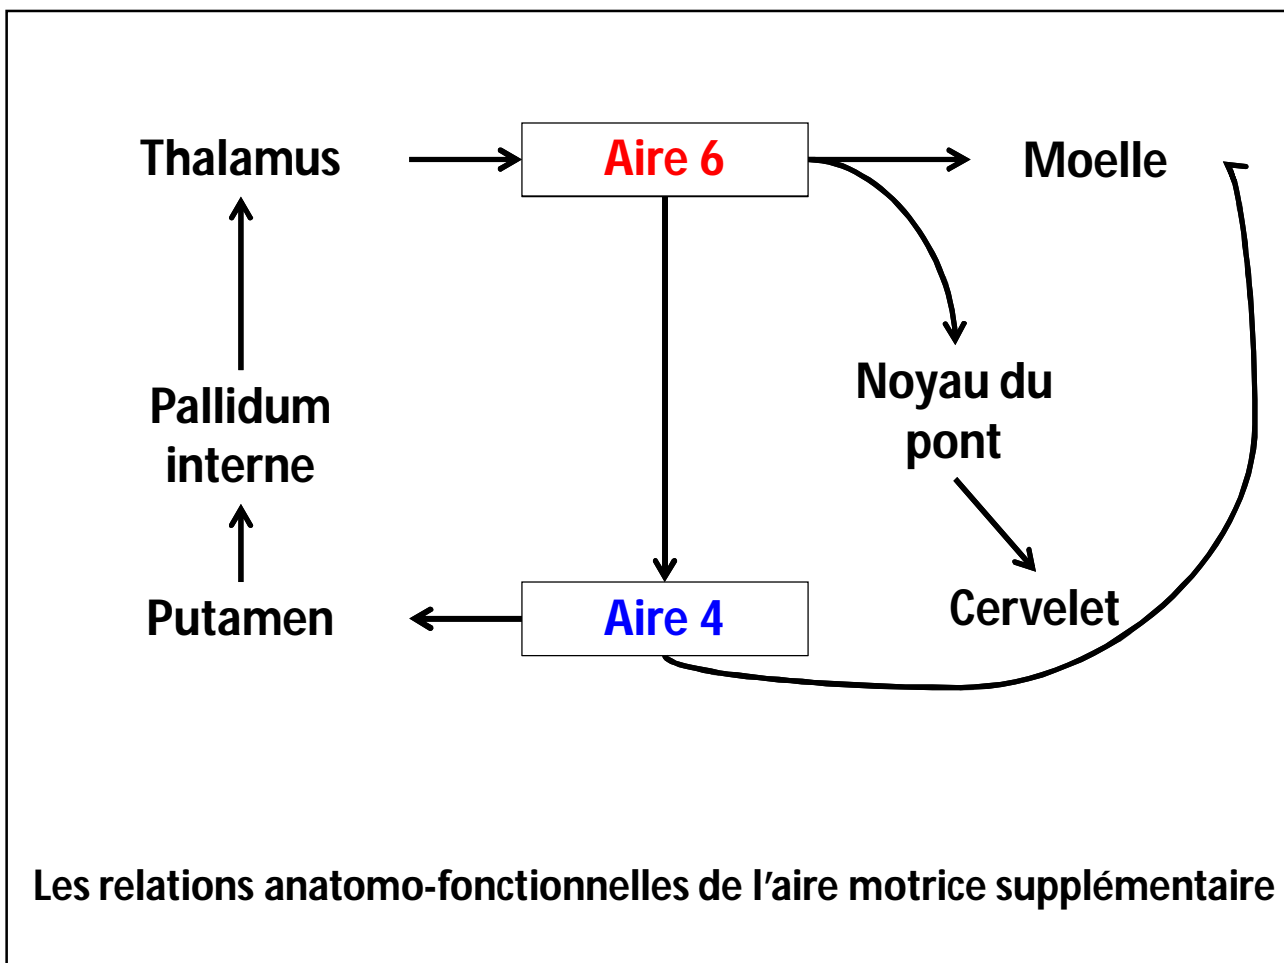 Thalamus
Aire 6
Moelle
Pallidum
interne
Noyau du
pont
Putamen
Aire 4
Cervelet
Les relations anatomo-fonctionnelles de l’aire motrice supplémentaire